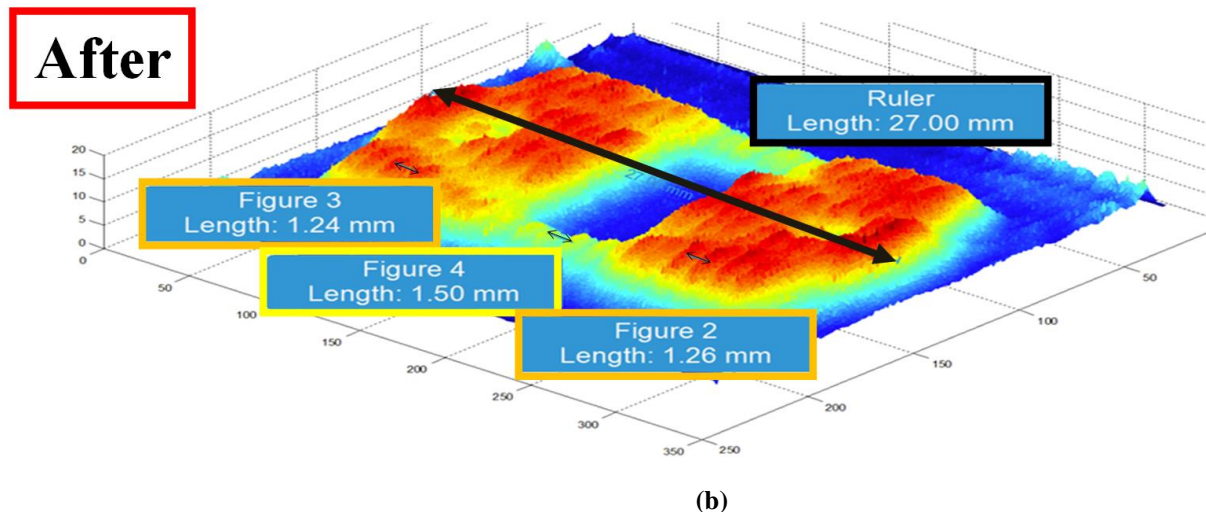 After
Ruler
Length: 27.00 mm
20
15
10
5
0
0
Figure 3
Length: 1.24 mm
Figure 4
Length: 1.50 mm
Figure 2
Length: 1.26 mm
50
100
150
200
250
300
350
250
200
150
100
50
(b)